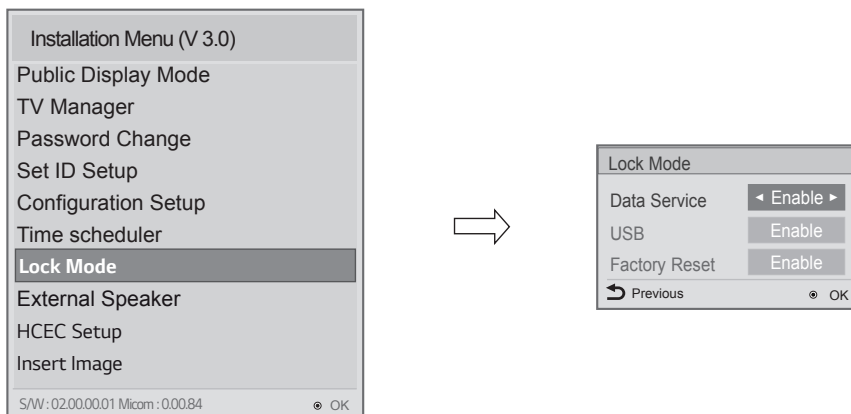 Installation Menu (V 3.0)
Public Display Mode
TV Manager
Password Change
Set ID Setup
Configuration Setup
Time scheduler
Lock Mode
External Speaker
HCEC Setup
Insert Image
S/W : 02.00.00.01 Micom : 0.00.84 ◉ OK
Lock Mode
Data Service ◄ Enable ►
USB Enable
Factory Reset Enable
Previous ◉ OK